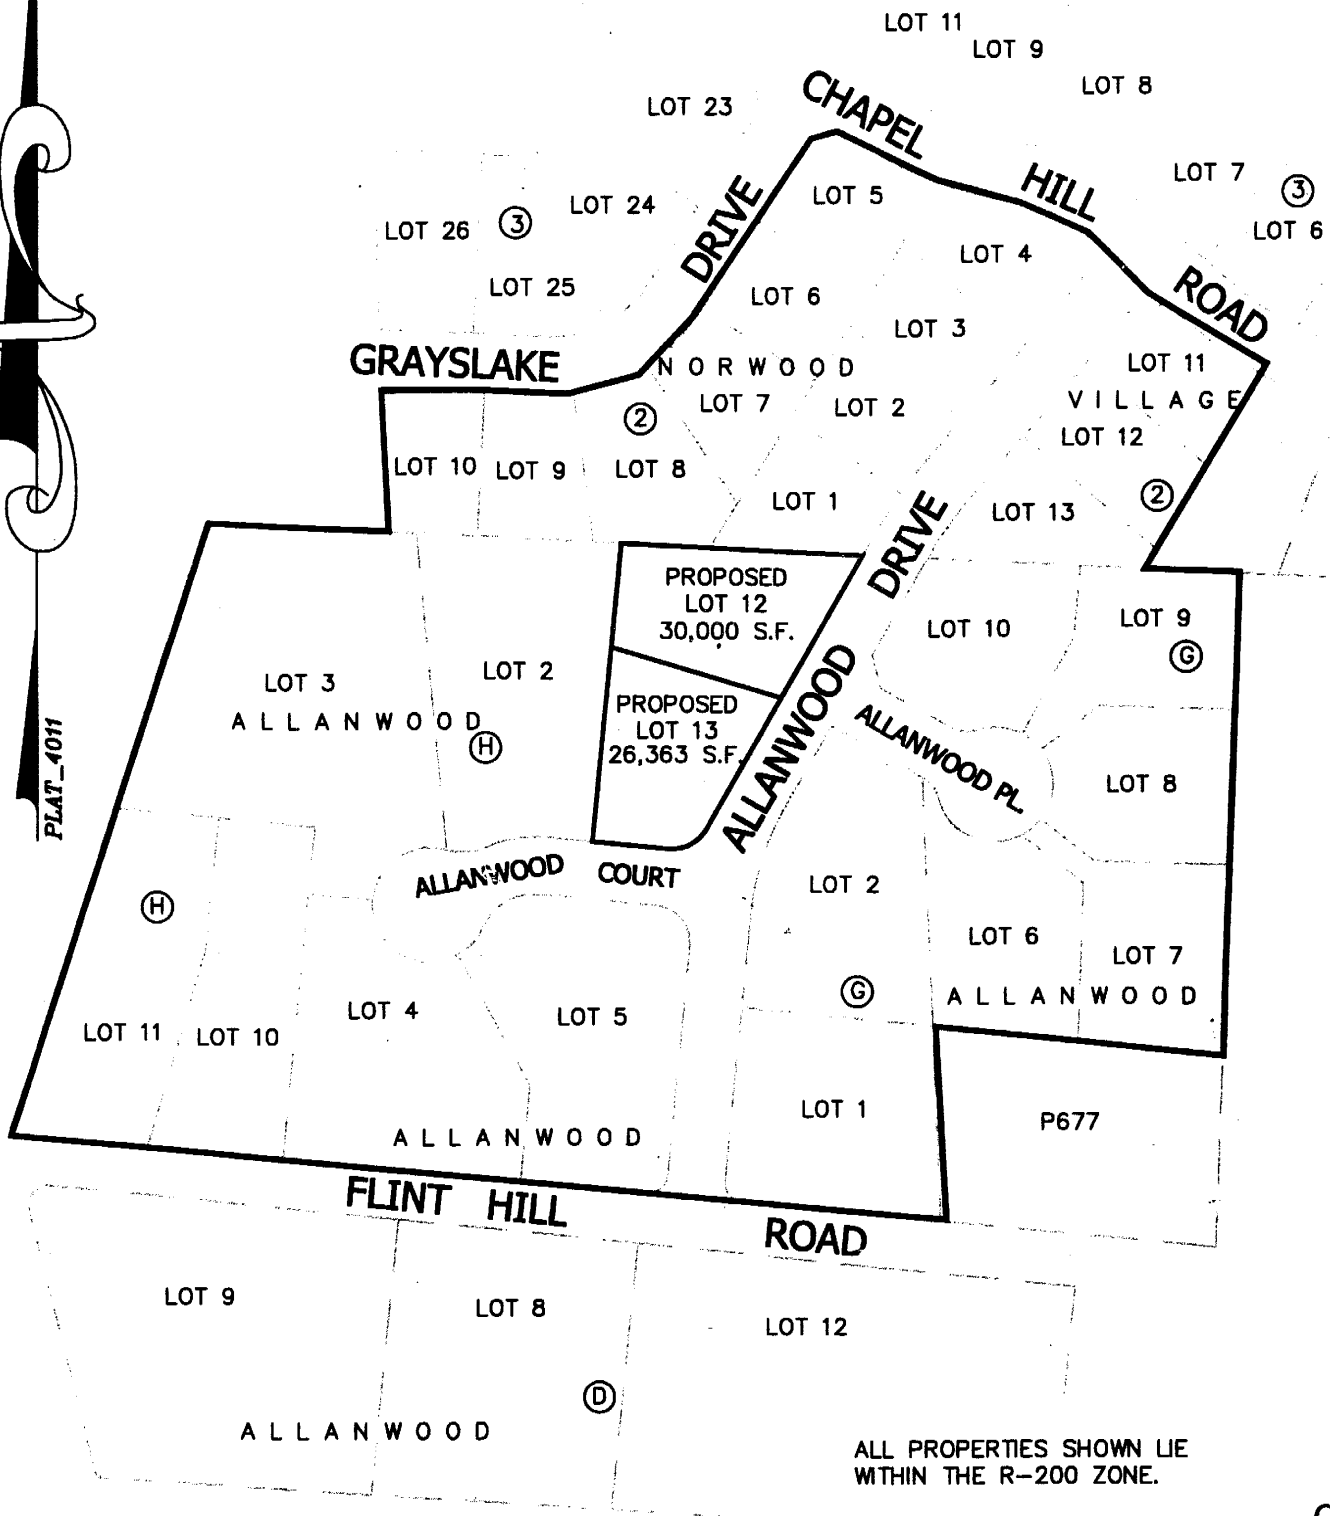 LOT 11
LOT 9
LOT 8
LOT 23
CHAPEL HILL ROAD
LOT 7
3
LOT 6
LOT 24
LOT 26
3
LOT 25
GRAYSLAKE DRIVE
LOT 5
LOT 4
LOT 6
LOT 3
NORWOOD
LOT 11
VILLAGE
LOT 7
LOT 2
2
LOT 12
LOT 10
LOT 9
LOT 8
LOT 1
LOT 13
2
PROPOSED
LOT 12
30,000 S.F.
ALLANWOOD DRIVE
LOT 10
LOT 9
G
LOT 3
LOT 2
ALLANWOOD
H
PROPOSED
LOT 13
26,363 S.F.
ALLANWOOD PL.
LOT 8
PLAT_4011
ALLANWOOD COURT
H
LOT 2
LOT 6
LOT 7
G
ALLANWOOD
LOT 11
LOT 10
LOT 4
LOT 5
LOT 1
P677
ALLANWOOD
FLINT HILL ROAD
LOT 9
LOT 8
LOT 12
D
ALLANWOOD
ALL PROPERTIES SHOWN LIE
WITHIN THE R-200 ZONE.